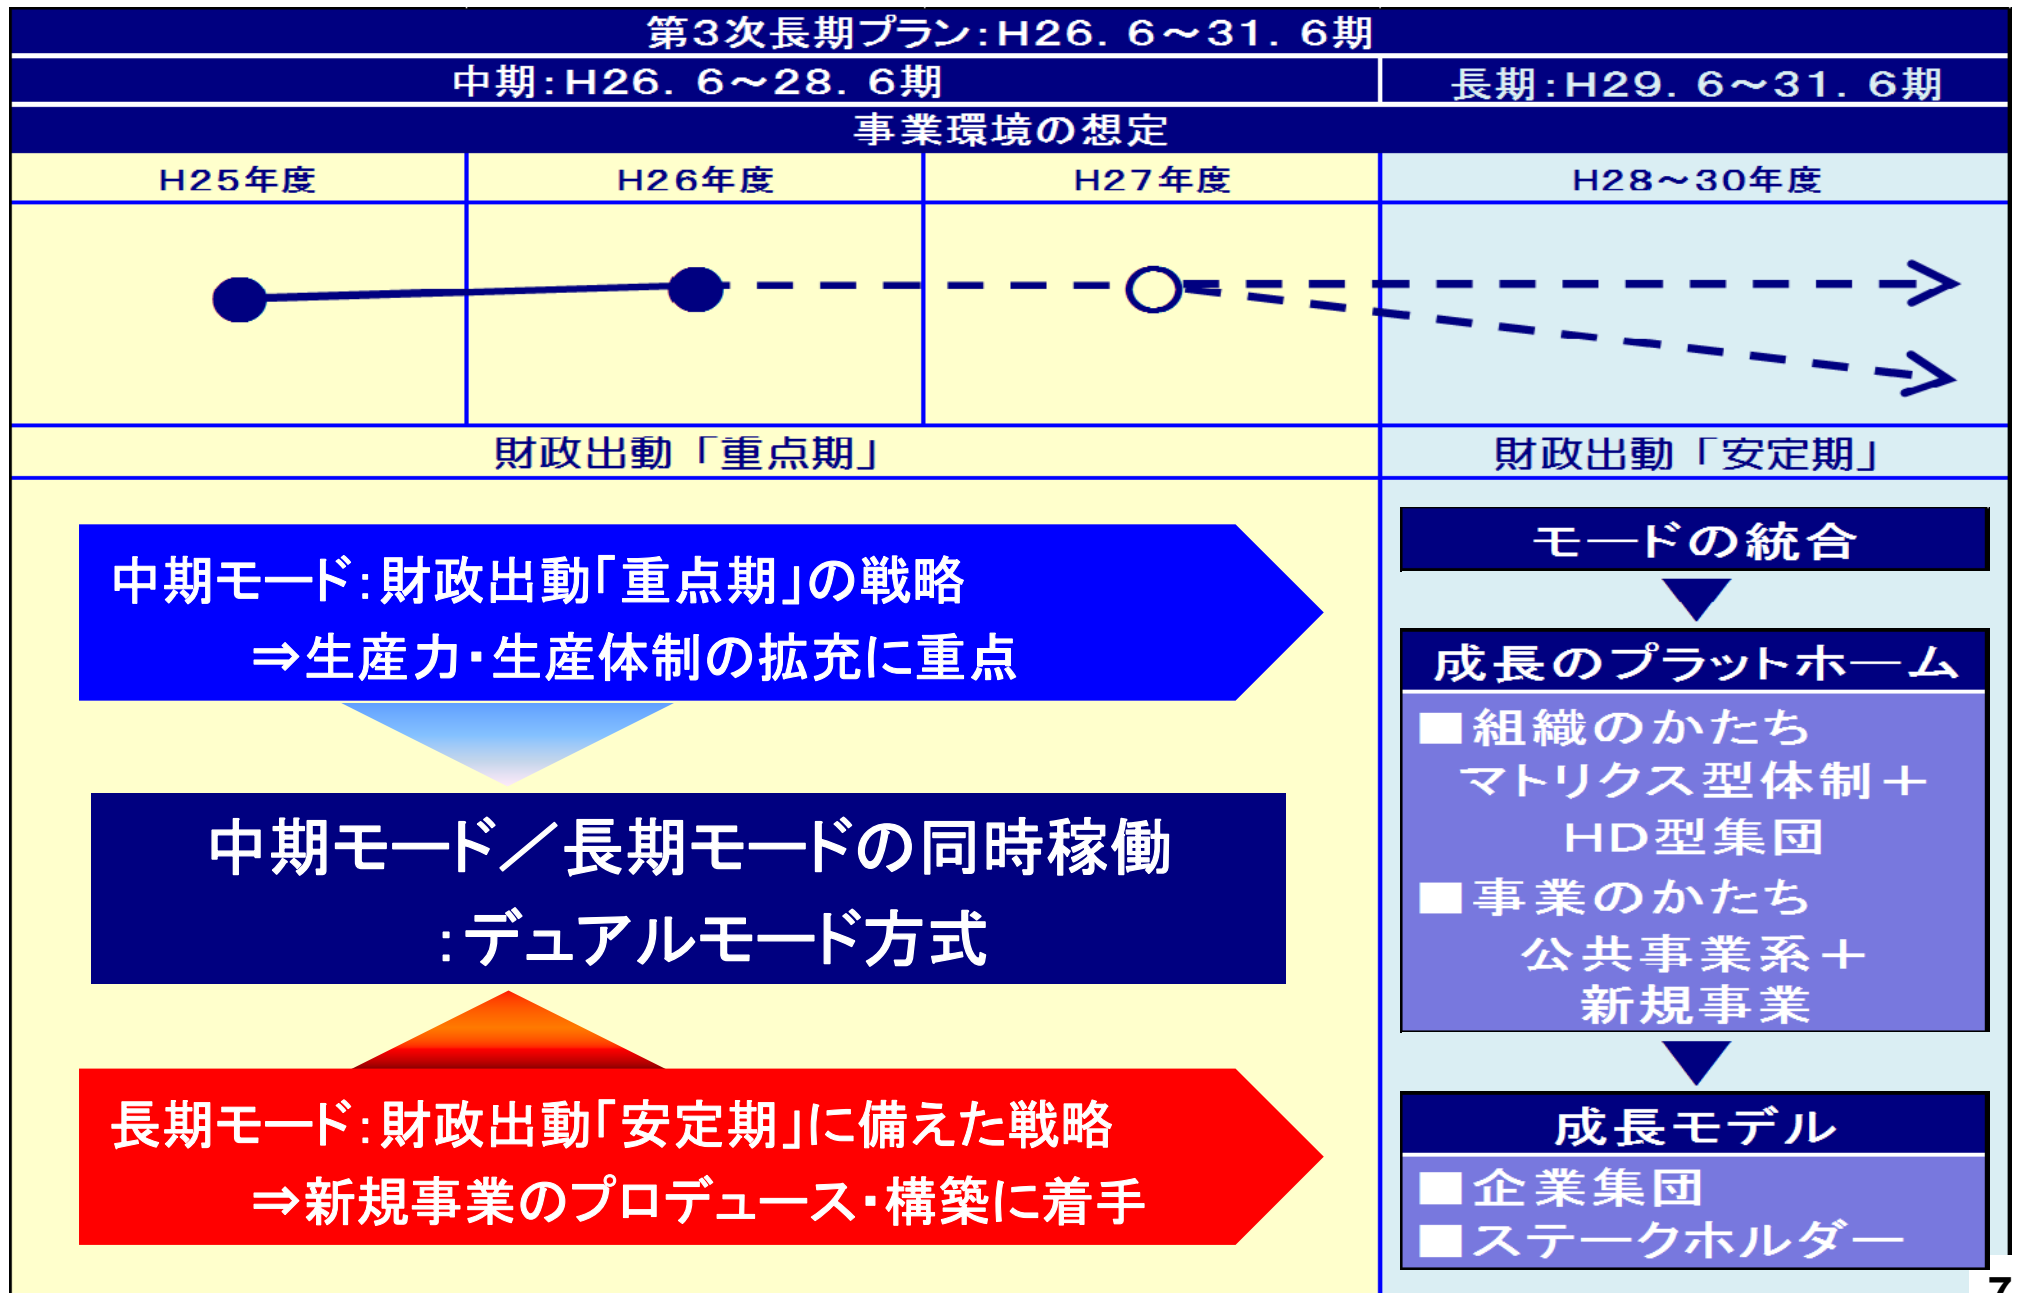 第３次長期プラン：Ｈ２６．６～３１．６期
中期：Ｈ２６．６～２８．６期
長期：Ｈ２９．６～３１．６期
事業環境の想定
Ｈ２５年度
Ｈ２６年度
Ｈ２７年度
Ｈ２８～３０年度
財政出動「重点期」
財政出動「安定期」
中期モード：財政出動「重点期」の戦略
⇒生産力・生産体制の拡充に重点
中期モード／長期モードの同時稼働
：デュアルモード方式
長期モード：財政出動「安定期」に備えた戦略
⇒新規事業のプロデュース・構築に着手
モードの統合
成長のプラットホーム
■組織のかたち
マトリクス型体制＋
ＨＤ型集団
■事業のかたち
公共事業系＋
新規事業
成長モデル
■企業集団
■ステークホルダー
7